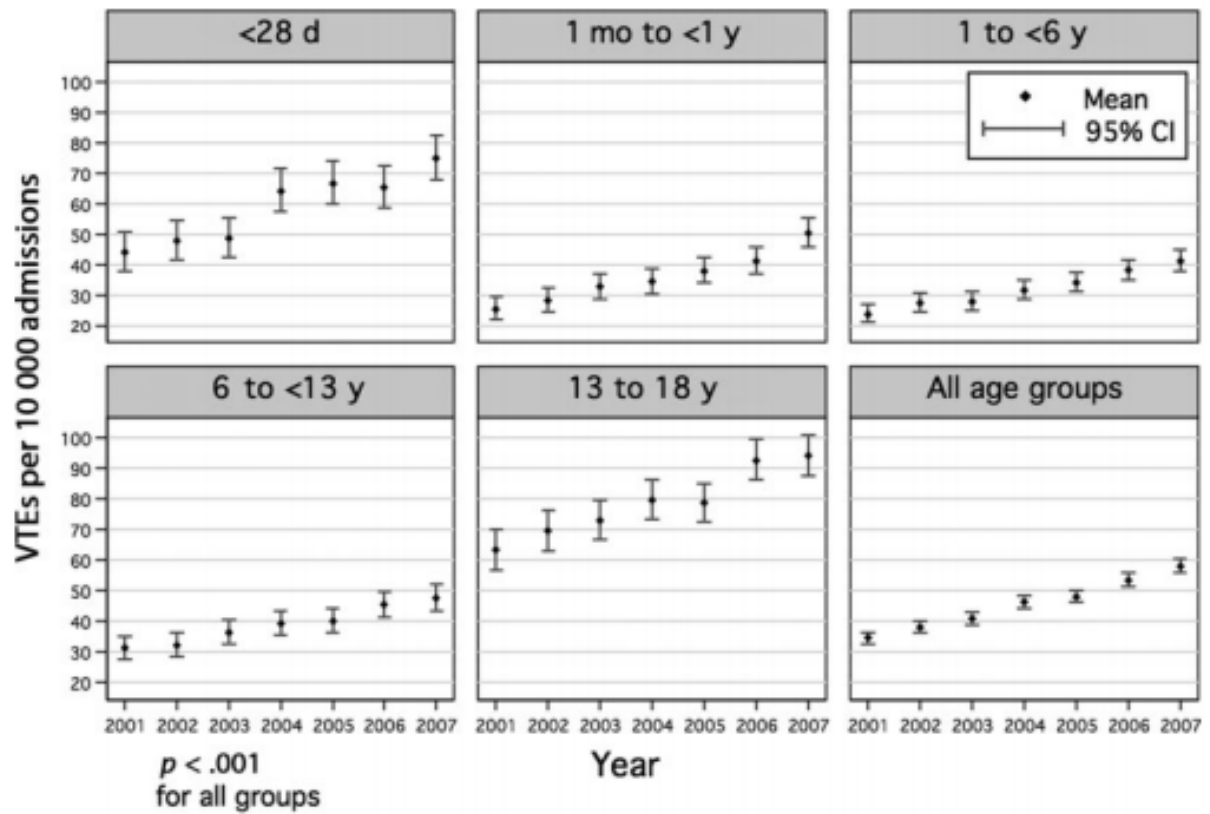 <28 d
1 mo to <1 y
1 to <6 y
Mean
95% CI
100
90
80
70
60
50
40
30
20
VTEs per 10 000 admissions
6 to <13 y
13 to 18 y
All age groups
100
90
80
70
60
50
40
30
20
2001 2002 2003 2004 2005 2006 2007
2001 2002 2003 2004 2005 2006 2007
2001 2002 2003 2004 2005 2006 2007
Year
p < .001
for all groups